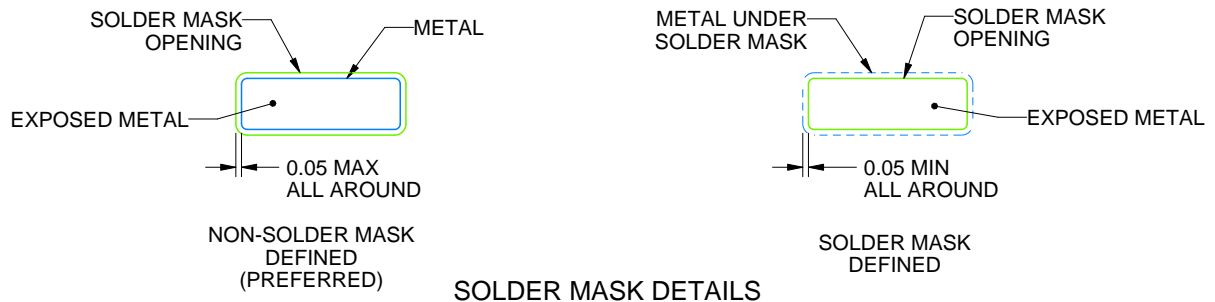 SOLDER MASK
OPENING
METAL
EXPOSED METAL
0.05 MAX
ALL AROUND
NON-SOLDER MASK
DEFINED
(PREFERRED)
METAL UNDER
SOLDER MASK
SOLDER MASK
OPENING
EXPOSED METAL
0.05 MIN
ALL AROUND
SOLDER MASK
DEFINED
SOLDER MASK DETAILS